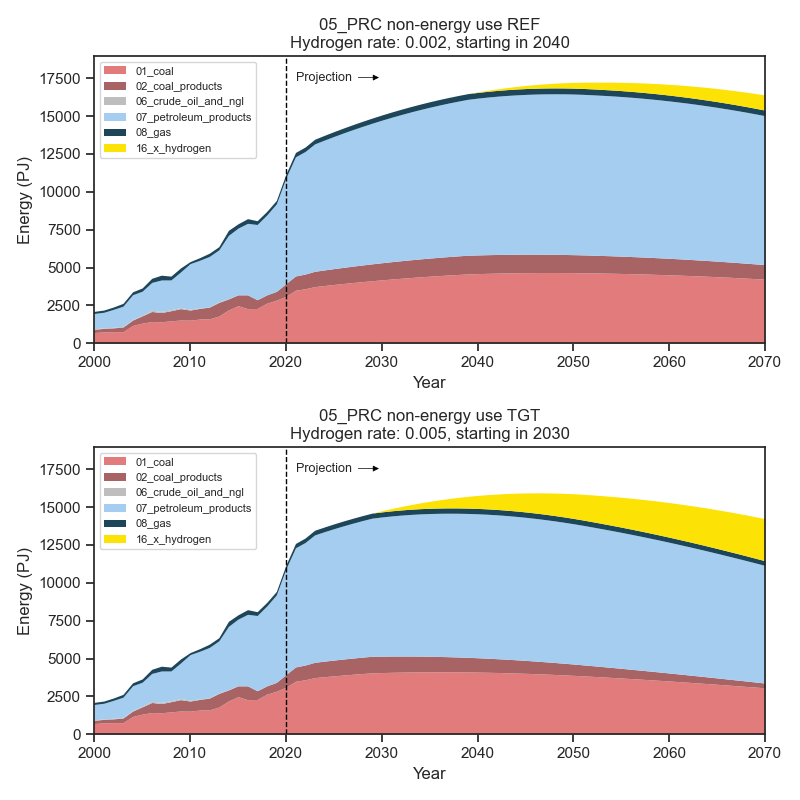 05_PRC non-energy use REF
Hydrogen rate: 0.002, starting in 2040
01_coal
02_coal_products
06_crude_oil_and_ngl
07_petroleum_products
08_gas
16_x_hydrogen
Projection
Energy (PJ)
17500
15000
12500
10000
7500
5000
2500
0
2000 2010 2020 2030 2040 2050 2060 2070
Year
05_PRC non-energy use TGT
Hydrogen rate: 0.005, starting in 2030
01_coal
02_coal_products
06_crude_oil_and_ngl
07_petroleum_products
08_gas
16_x_hydrogen
Projection
Energy (PJ)
17500
15000
12500
10000
7500
5000
2500
0
2000 2010 2020 2030 2040 2050 2060 2070
Year